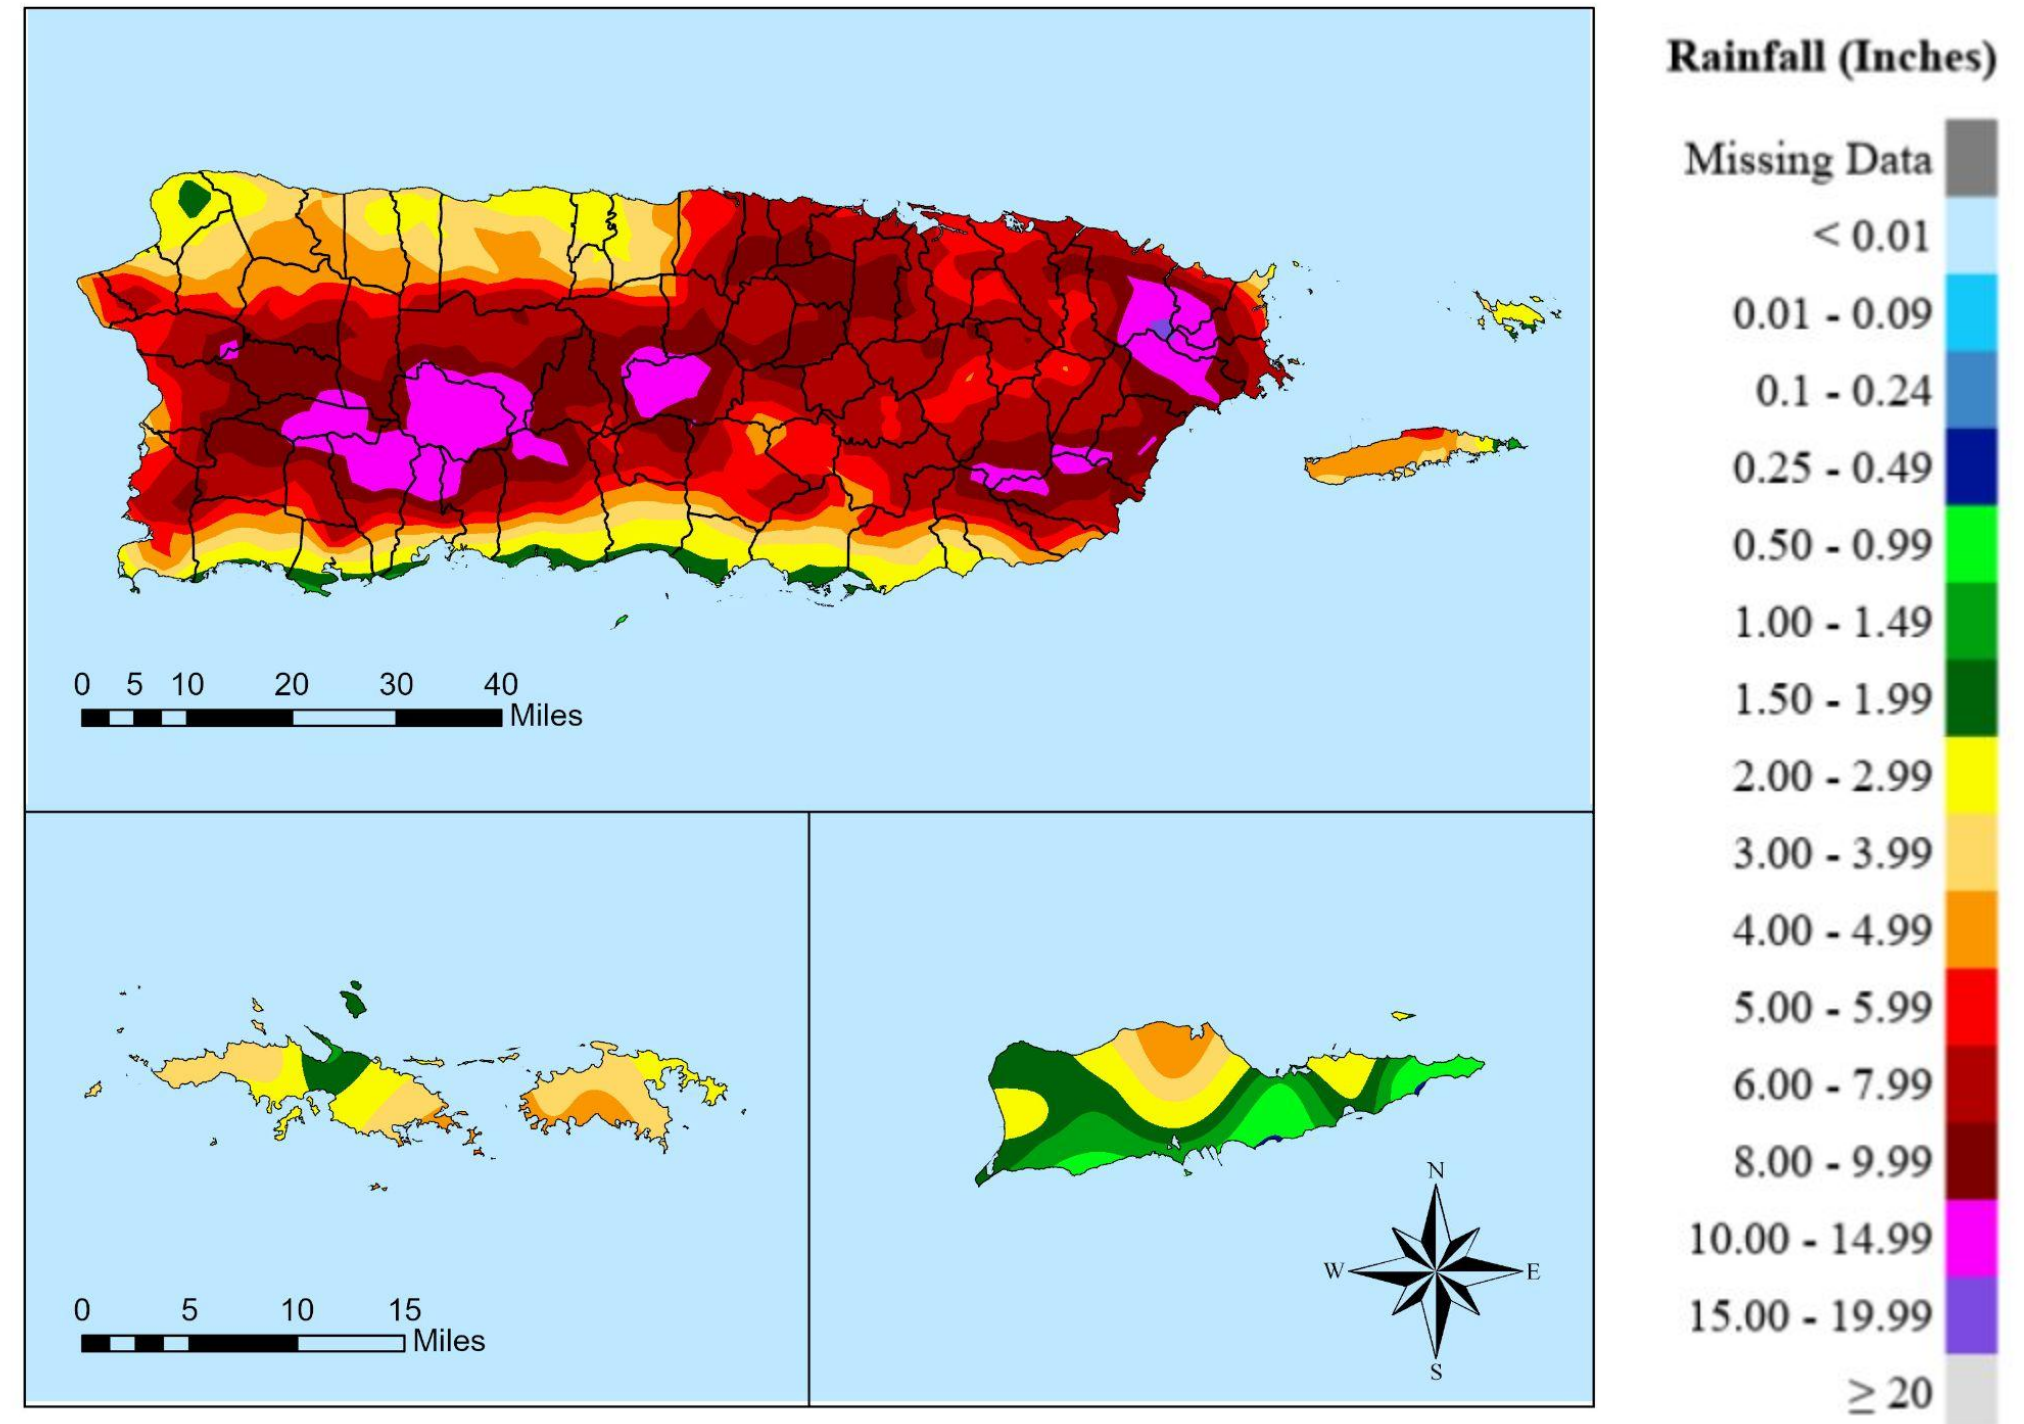 Rainfall (Inches)
Missing Data
< 0.01
0.01 - 0.09
0.1 - 0.24
0.25 - 0.49
0.50 - 0.99
1.00 - 1.49
1.50 - 1.99
2.00 - 2.99
3.00 - 3.99
4.00 - 4.99
5.00 - 5.99
6.00 - 7.99
8.00 - 9.99
10.00 - 14.99
15.00 - 19.99
≥ 20
0 5 10 20 30 40
Miles
0 5 10 15
Miles
N
W E
S